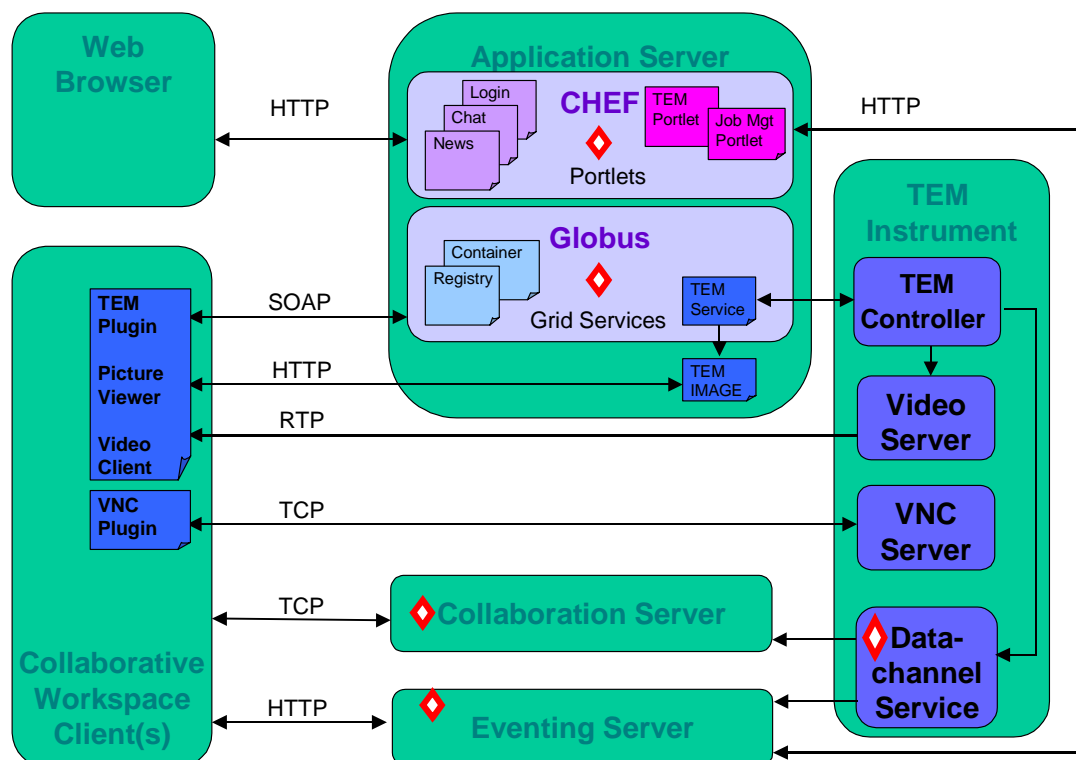 Web
Browser
HTTP
Application Server
Login
Chat
News
CHEF
Portlets
TEM
Portlet
Job Mgt
Portlet
HTTP
Globus
Container
Registry
Grid Services
TEM
Service
TEM
IMAGE
TEM
Instrument
TEM
Controller
Video
Server
VNC
Server
Data-
channel
Service
TEM
Plugin
Picture
Viewer
Video
Client
VNC
Plugin
SOAP
HTTP
RTP
TCP
TCP
HTTP
Collaboration Server
Eventing Server
Collaborative
Workspace
Client(s)